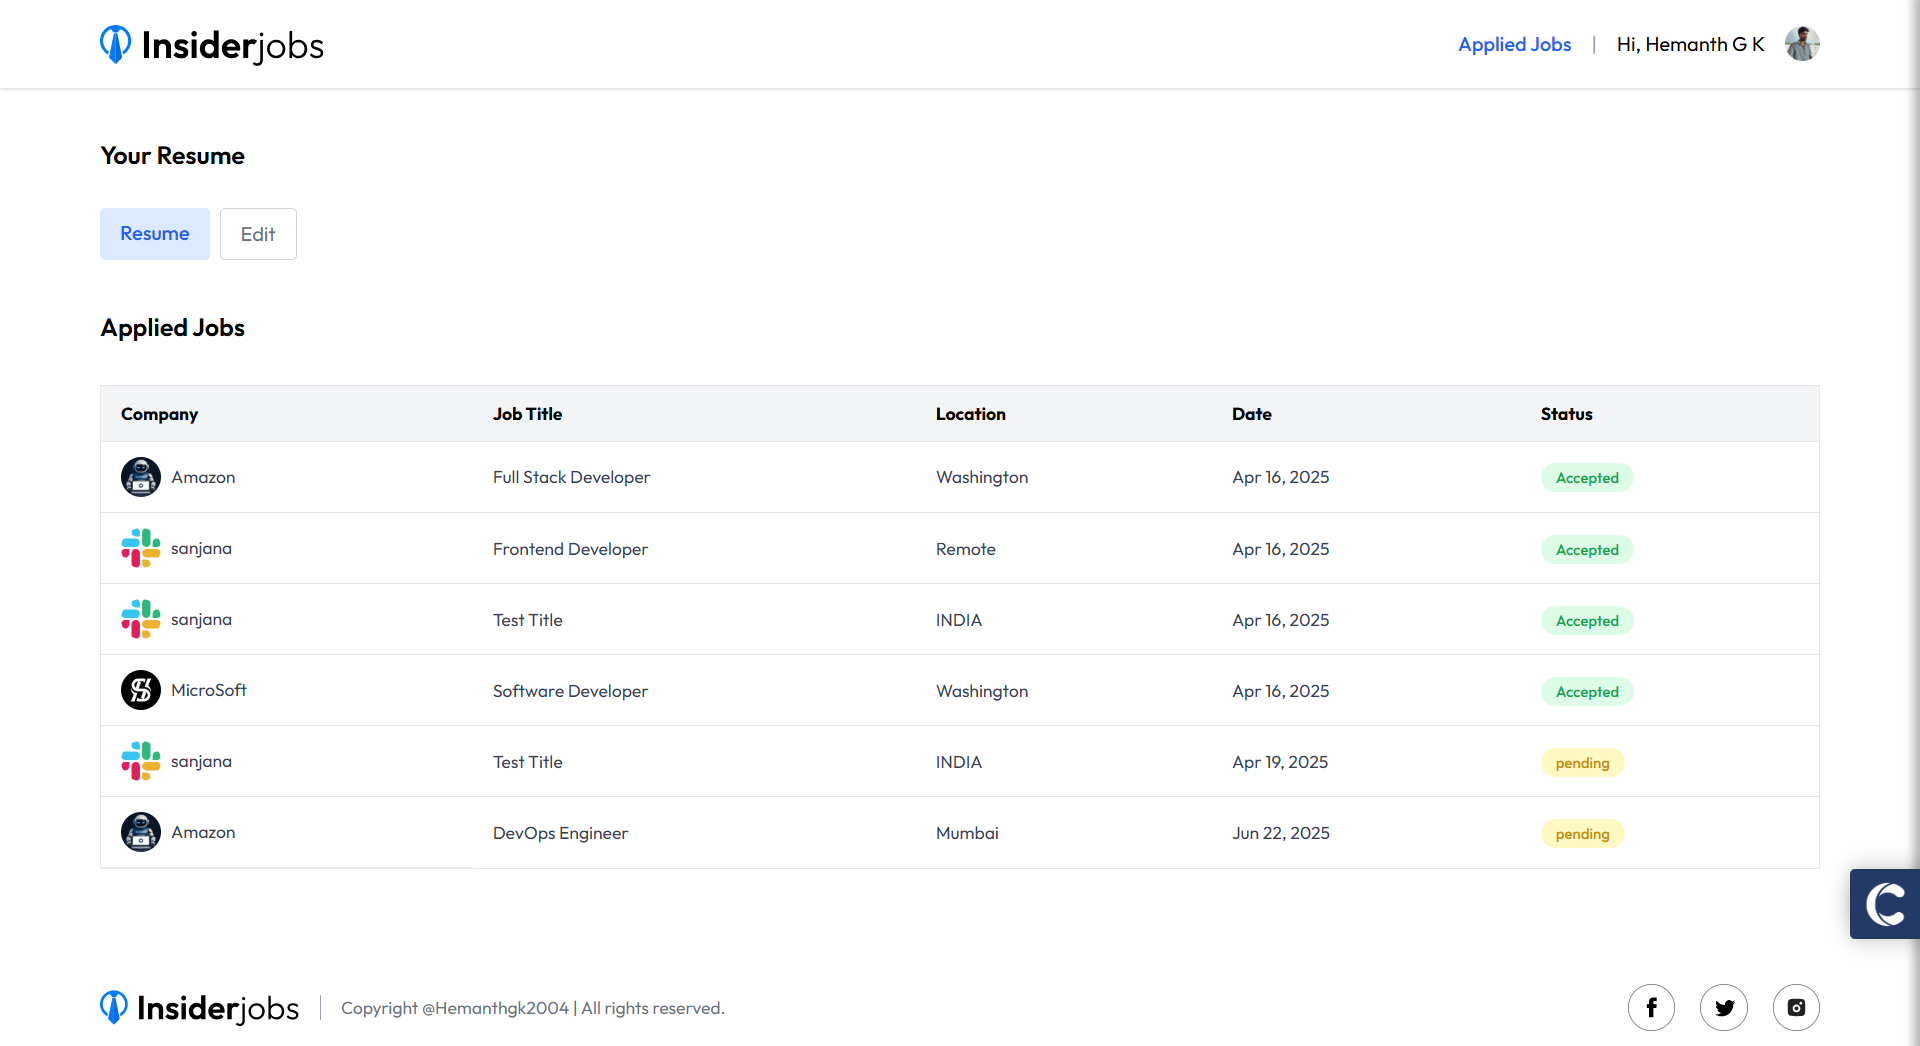 Insiderjobs
Applied Jobs | Hi, Hemanth G K
Your Resume
Resume Edit
Applied Jobs
Company Job Title Location Date Status
Amazon Full Stack Developer Washington Apr 16, 2025 Accepted
sanjana Frontend Developer Remote Apr 16, 2025 Accepted
sanjana Test Title INDIA Apr 16, 2025 Accepted
MicroSoft Software Developer Washington Apr 16, 2025 Accepted
sanjana Test Title INDIA Apr 19, 2025 pending
Amazon DevOps Engineer Mumbai Jun 22, 2025 pending
Insiderjobs | Copyright @Hemanthgk2004 | All rights reserved.